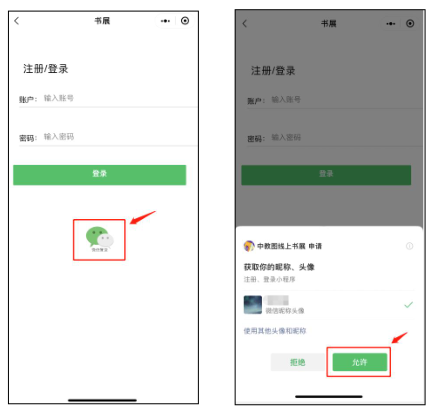 书展
注册/登录
账户: 输入账号
密码: 输入密码
登录
微信登录
书展
注册/登录
账户: 输入账号
密码: 输入密码
登录
中教图线上书展 申请
获取你的昵称、头像
注册、登录小程序
微信昵称头像
使用其他头像和昵称
拒绝
允许